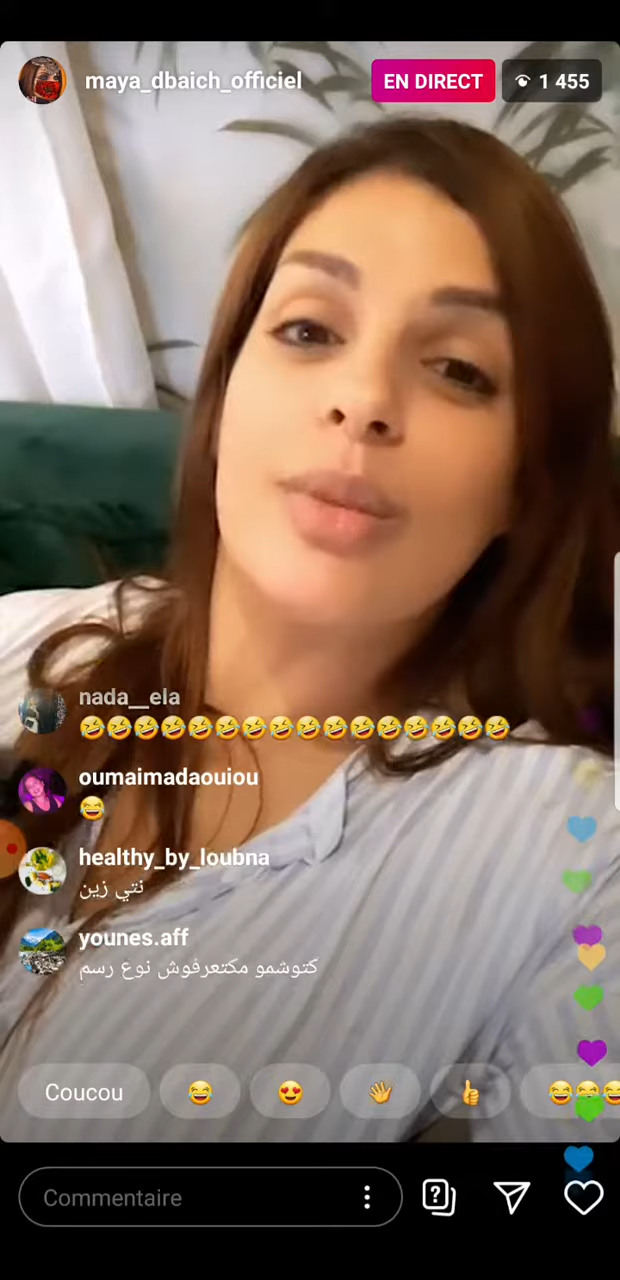 maya_dbaich_officiel EN DIRECT 1 455
nada__ela
🤣🤣🤣🤣🤣🤣🤣🤣🤣🤣🤣🤣🤣🤣🤣🤣
oumaimadaouiou
😂
healthy_by_loubna
نتي زين
younes.aff
كتوشمو مكتعرفوش نوع رسم
Coucou 😂 😍 👋 👍 😂😂😂
Commentaire